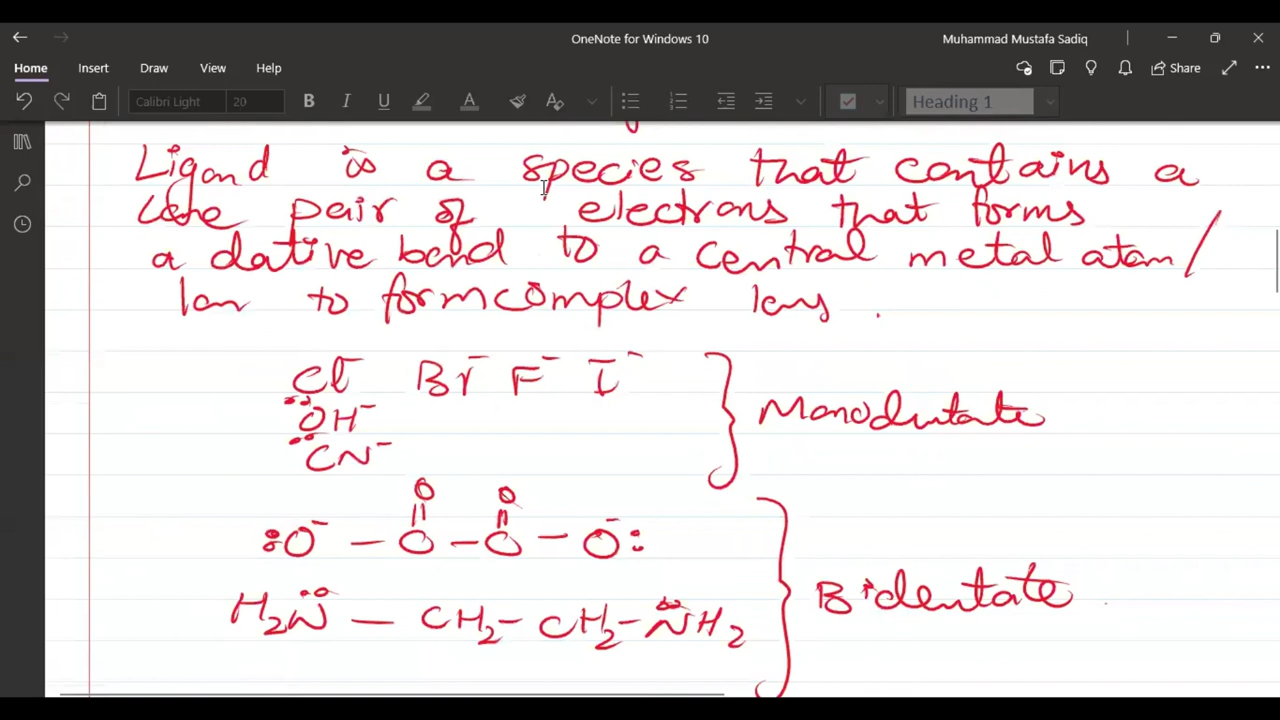 OneNote for Windows 10
Muhammad Mustafa Sadiq
Home Insert Draw View Help
Share
Calibri Light 20 B I U A Heading 1
Ligand is a species that contains a
lone pair of electrons that forms
a dative bond to a central metal atom/
Ion to form complex Ions.
Cl⁻ Br⁻ F⁻ I⁻
OH⁻
CN⁻
Monodutate
O O
:O⁻ — O — O — O⁻:
H₂N̈ — CH₂ – CH₂ – N̈H₂
Bidentate